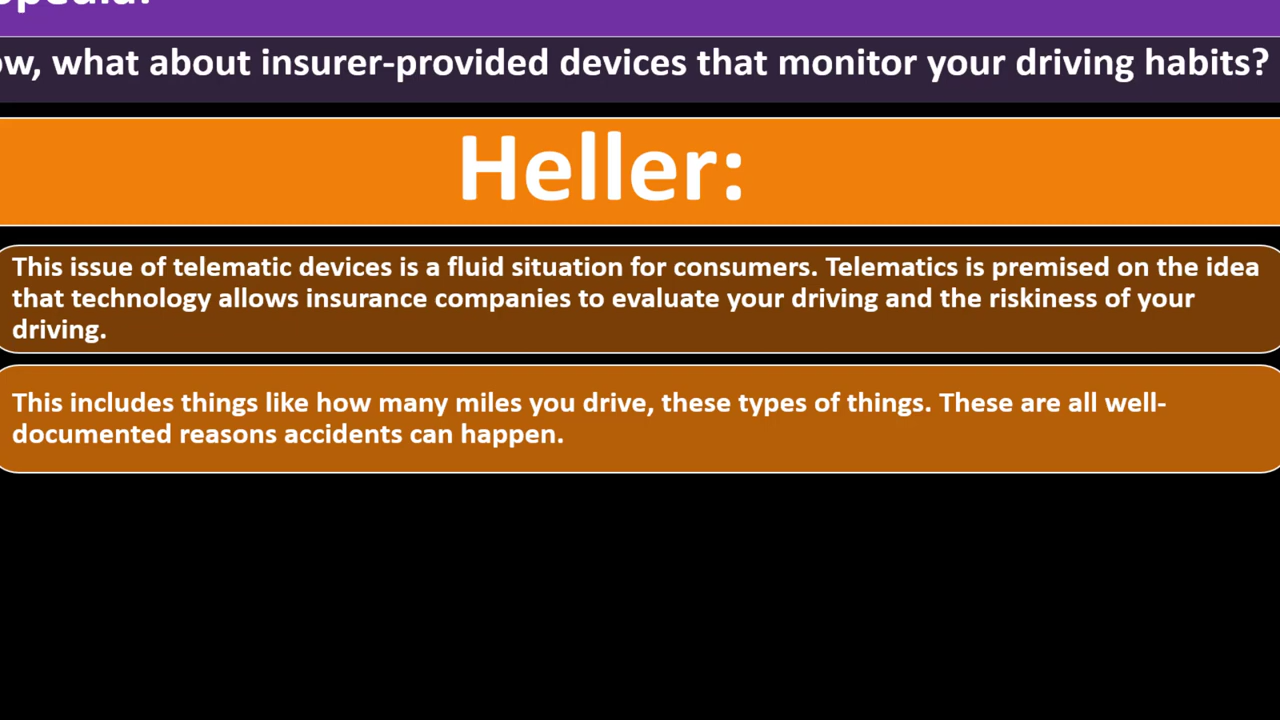 what about insurer-provided devices that monitor your driving habits?
Heller:
This issue of telematic devices is a fluid situation for consumers. Telematics is premised on the idea
that technology allows insurance companies to evaluate your driving and the riskiness of your
driving.
This includes things like how many miles you drive, these types of things. These are all well-
documented reasons accidents can happen.